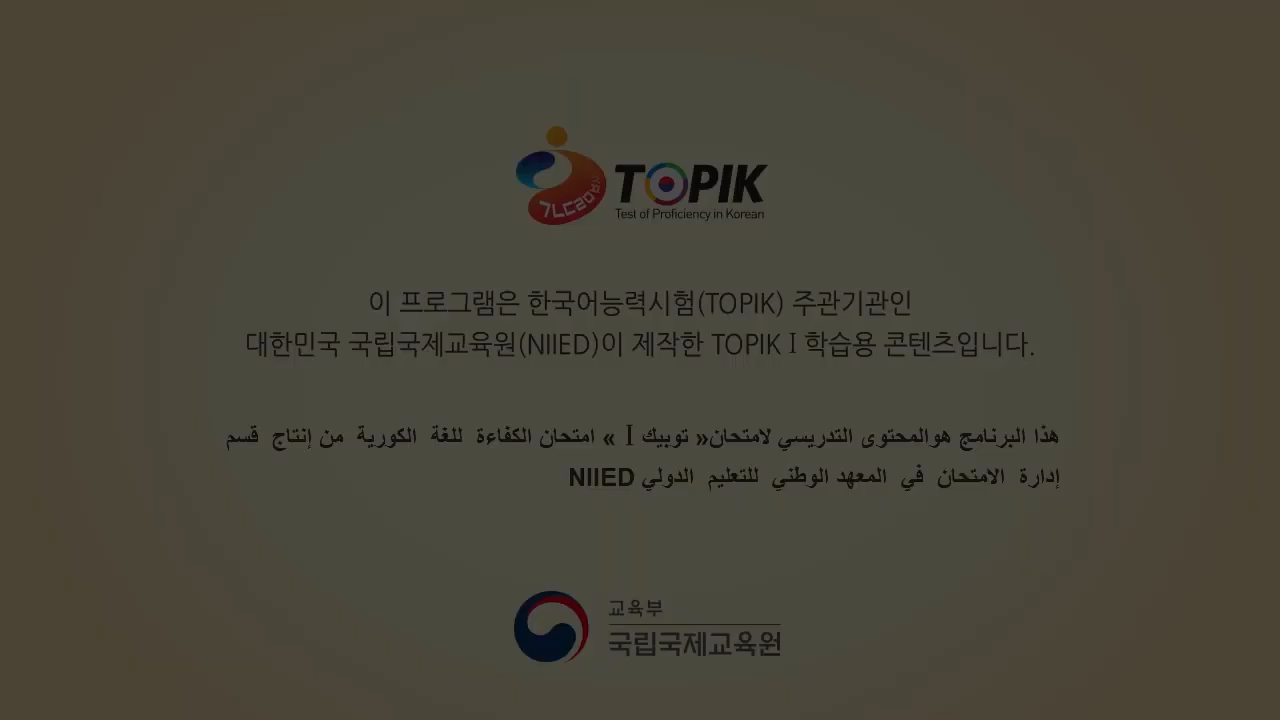 TOPIK
Test of Proficiency in Korean
이 프로그램은 한국어능력시험(TOPIK) 주관기관인
대한민국 국립국제교육원(NIIED)이 제작한 TOPIK Ⅰ 학습용 콘텐츠입니다.
هذا البرنامج هوالمحتوى التدريسي لامتحان« توبيك Ⅰ » امتحان الكفاءة للغة الكورية من إنتاج قسم
إدارة الامتحان في المعهد الوطني للتعليم الدولي NIIED
교육부
국립국제교육원